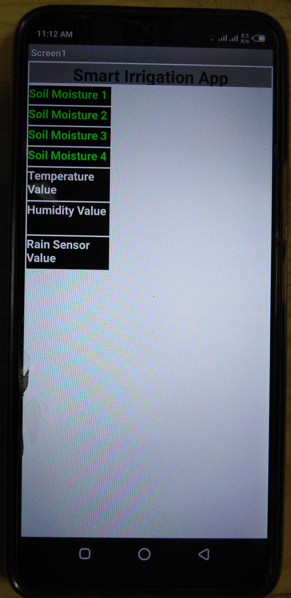 11:12 AM
Screen1
Smart Irrigation App
Soil Moisture 1
Soil Moisture 2
Soil Moisture 3
Soil Moisture 4
Temperature
Value
Humidity Value
Rain Sensor
Value